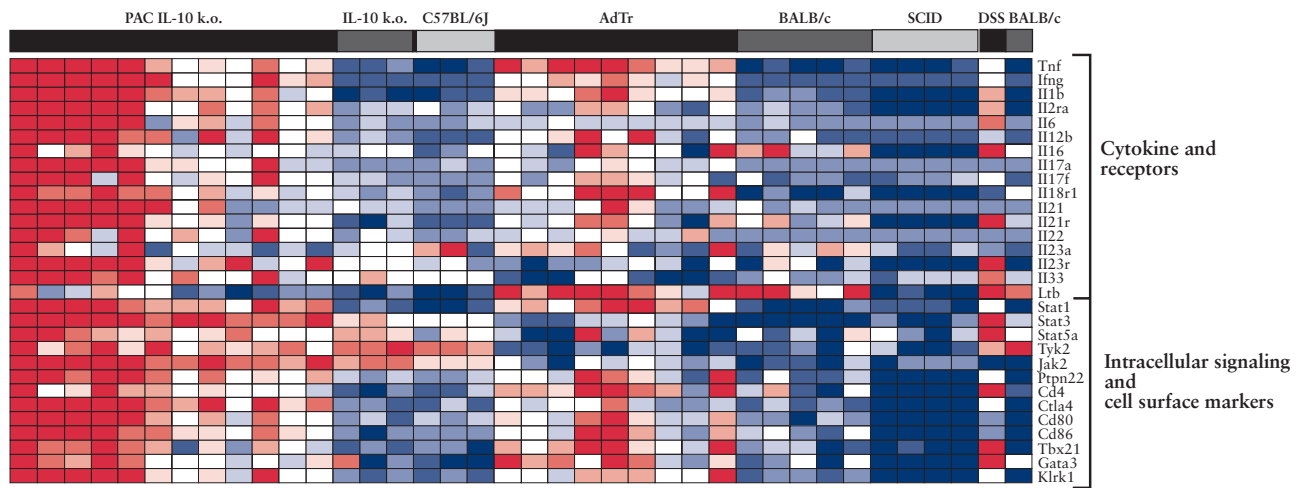 PAC IL-10 k.o.
IL-10 k.o.
C57BL/6J
AdTr
BALB/c
SCID
DSS BALB/c
Tnf
Ifng
Il1b
Il2ra
Il6
Il12b
Il16
Il17a
Il17f
Il18r1
Il21
Il21r
Il22
Il23a
Il23r
Il33
Ltb
Stat1
Stat3
Stat5a
Tyk2
Jak2
Ptpn22
Cd4
Ctla4
Cd80
Cd86
Tbx21
Gata3
Klrk1
Cytokine and
receptors
Intracellular signaling
and
cell surface markers